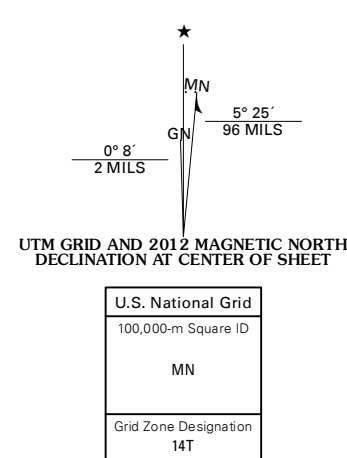 MN
5° 25´
96 MILS
GN
0° 8´
2 MILS
UTM GRID AND 2012 MAGNETIC NORTH
DECLINATION AT CENTER OF SHEET
U.S. National Grid
100,000-m Square ID
MN
Grid Zone Designation
14T